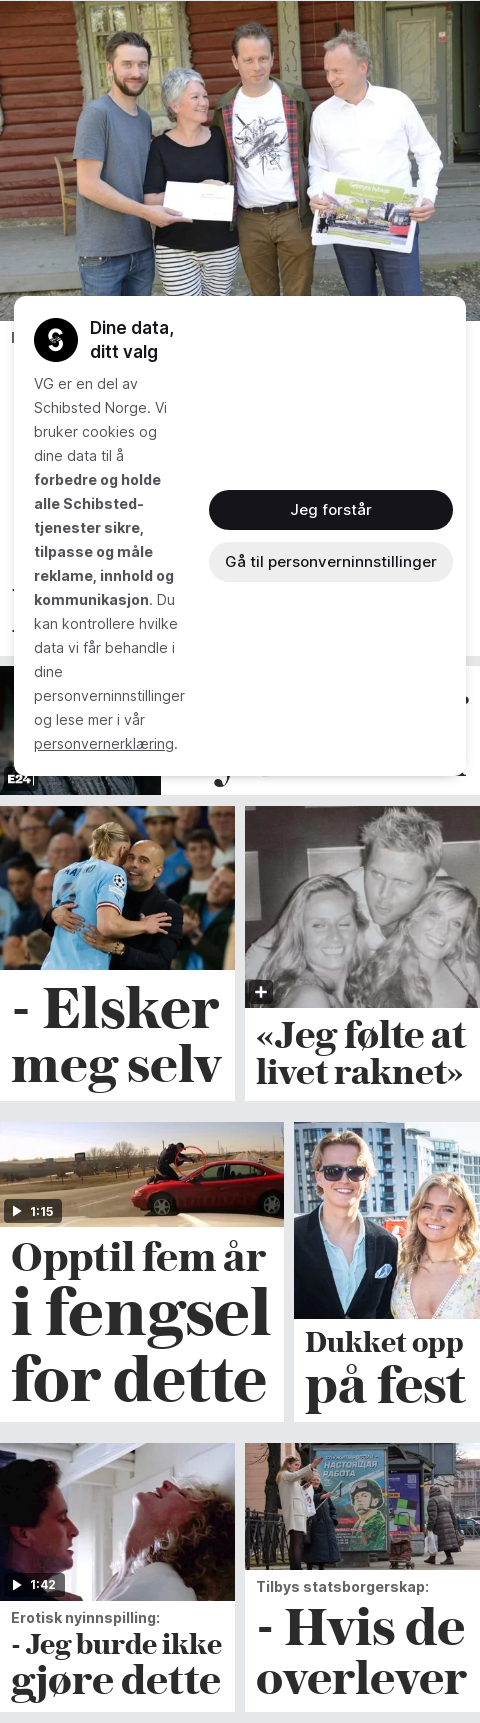 Dine data,
ditt valg
VG er en del av
Schibsted Norge. Vi
bruker cookies og
dine data til å
forbedre og holde
alle Schibsted-
tjenester sikre,
tilpasse og måle
reklame, innhold og
kommunikasjon. Du
kan kontrollere hvilke
data vi får behandle i
dine
personverninnstillinger
og lese mer i vår
personvernerklæring.
Jeg forstår
Gå til personverninnstillinger
E24
- Elsker
meg selv
«Jeg følte at
livet raknet»
1:15
Opptil fem år
i fengsel
for dette
Dukket opp
på fest
1:42
Erotisk nyinnspilling:
- Jeg burde ikke
gjøre dette
НАСТОЯЩАЯ
РАБОТА
Tilbys statsborgerskap:
- Hvis de
overlever